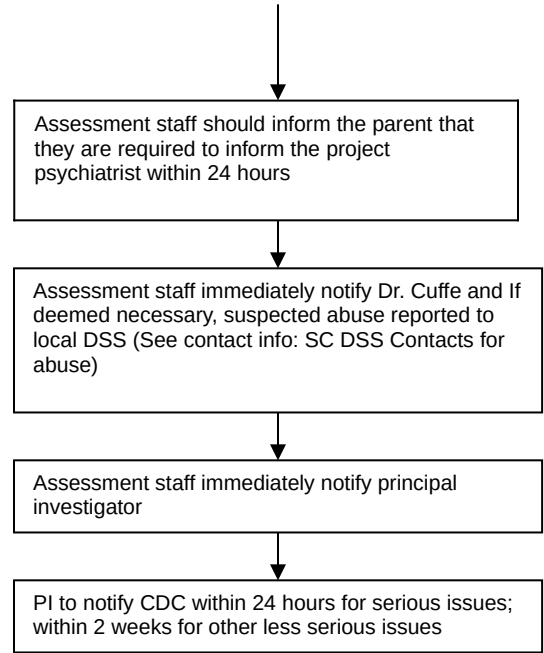 Assessment staff should inform the parent that
they are required to inform the project
psychiatrist within 24 hours
Assessment staff immediately notify Dr. Cuffe and If
deemed necessary, suspected abuse reported to
local DSS (See contact info: SC DSS Contacts for
abuse)
Assessment staff immediately notify principal
investigator
PI to notify CDC within 24 hours for serious issues;
within 2 weeks for other less serious issues